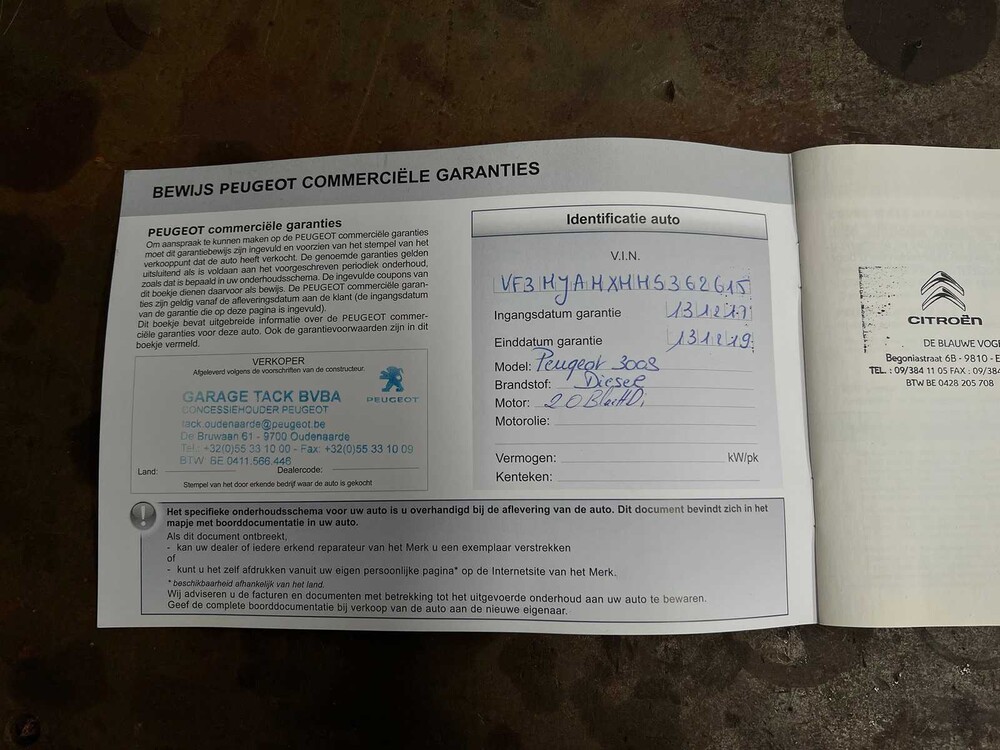 BEWIJS PEUGEOT COMMERCIËLE GARANTIES
PEUGEOT commerciële garanties
Om aanspraak te kunnen maken op de PEUGEOT commerciële garanties
moet dit garantiebewijs zijn ingevuld en voorzien van het stempel van het
verkooppunt dat de auto heeft verkocht. De genoemde garanties gelden
uitsluitend als is voldaan aan het voorgeschreven periodiek onderhoud,
zoals dat is bepaald in uw onderhoudsschema. De ingevulde coupons van
dit boekje dienen daarvoor als bewijs. De PEUGEOT commerciële garan-
ties zijn geldig vanaf de afleveringsdatum aan de klant (de ingangsdatum
van de garantie die op deze pagina is ingevuld).
Dit boekje bevat uitgebreide informatie over de PEUGEOT commer-
ciële garanties voor deze auto. Ook de garantievoorwaarden zijn in dit
boekje vermeld.
VERKOPER
Afgeleverd volgens de voorschriften van de constructeur.
GARAGE TACK BVBA
CONCESSIEHOUDER PEUGEOT
tack.oudenaarde@peugeot.be
De Bruwaan 61 - 9700 Oudenaarde
Tel.: +32(0)55 33 10 00 - Fax: +32(0)55 33 10 09
BTW BE 0411.566.448
PEUGEOT
Land: Dealercode:
Stempel van het door erkende bedrijf waar de auto is gekocht
Identificatie auto
V.I.N.
VF3MJAHXHHS362615
Ingangsdatum garantie 131217
Einddatum garantie 131219
Model: Peugeot 3008
Brandstof: Diesel
Motor: 2.0 BlueHDi
Motorolie:
Vermogen: kW/pk
Kenteken:
! Het specifieke onderhoudsschema voor uw auto is u overhandigd bij de aflevering van de auto. Dit document bevindt zich in het
mapje met boorddocumentatie in uw auto.
Als dit document ontbreekt,
- kan uw dealer of iedere erkend reparateur van het Merk u een exemplaar verstrekken
of
- kunt u het zelf afdrukken vanuit uw eigen persoonlijke pagina* op de Internetsite van het Merk.
* beschikbaarheid afhankelijk van het land.
Wij adviseren u de facturen en documenten met betrekking tot het uitgevoerde onderhoud aan uw auto te bewaren.
Geef de complete boorddocumentatie bij verkoop van de auto aan de nieuwe eigenaar.
CITROËN
DE BLAUWE VOGE
Begoniastraat 6B - 9810 - E
TEL. : 09/384 11 05 FAX : 09/384
BTW BE 0428 205 708